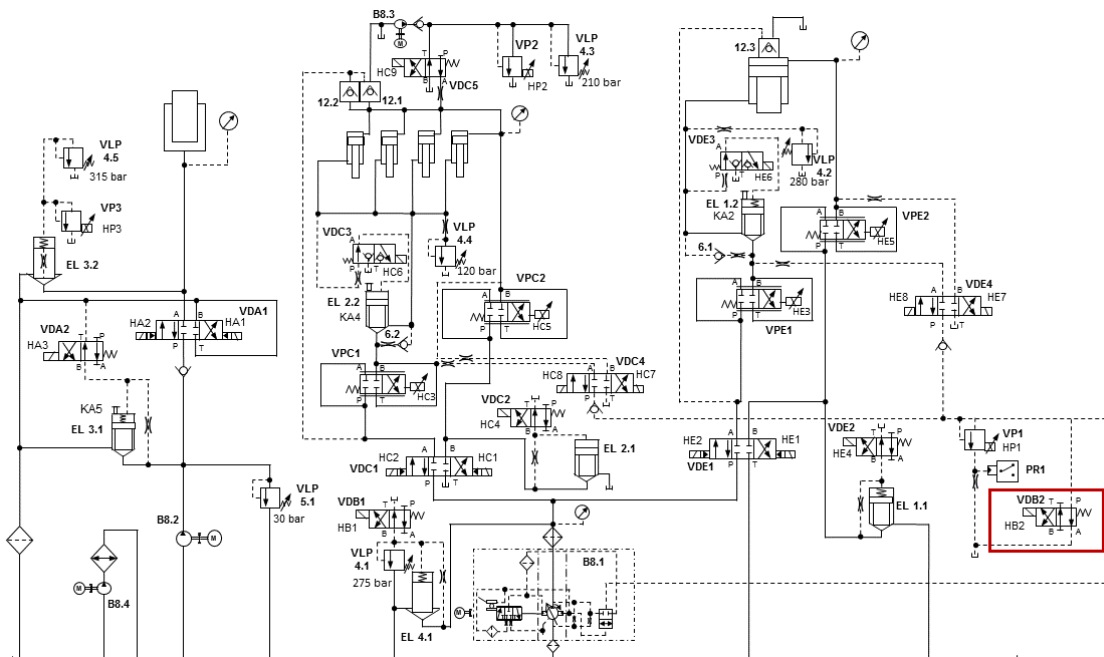 B8.3
VP2
VLP
4.3
HP2
210 bar
HC9
T P
B A
VDC5
12.2
12.1
12.3
VLP
4.5
315 bar
VP3
HP3
EL 3.2
VDA2
HA3
T P
B A
HA2
A B
P T
VDA1
HA1
KA5
EL 3.1
VLP
5.1
30 bar
B8.2
M
M
B8.4
VDC3
A
P T
HC6
VLP
4.4
120 bar
EL 2.2
KA4
6.2
VPC2
A B
P T
HC5
VPC1
A B
P T
HC3
VDC4
HC8
A B
P T
HC7
VDC2
HC4
T P
B A
EL 2.1
VDC1
HC2
A B
P T
HC1
VDB1
HB1
T P
B A
VLP
4.1
275 bar
EL 4.1
B8.1
M
M
VDE3
A
P T
HE6
VLP
4.2
280 bar
EL 1.2
KA2
6.1
VPE2
A B
P T
HE5
VPE1
A B
P T
HE3
VDE4
HE8
A B
P T
HE7
VDE1
HE2
A B
P T
HE1
VDE2
HE4
T P
B A
EL 1.1
VP1
HP1
PR1
VDB2
HB2
T P
B A